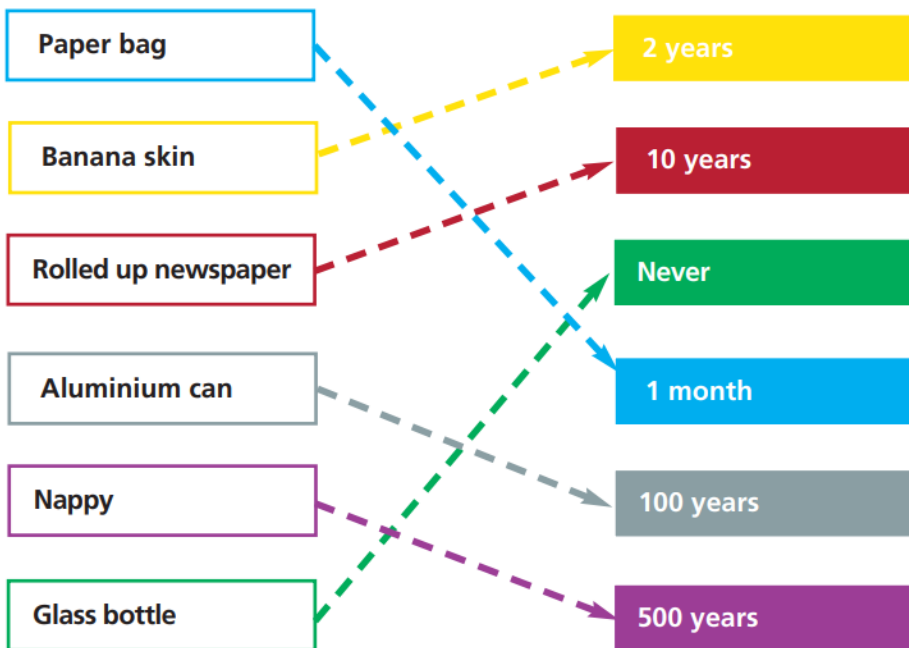 Paper bag
2 years
Banana skin
10 years
Rolled up newspaper
Never
Aluminium can
1 month
Nappy
100 years
Glass bottle
500 years